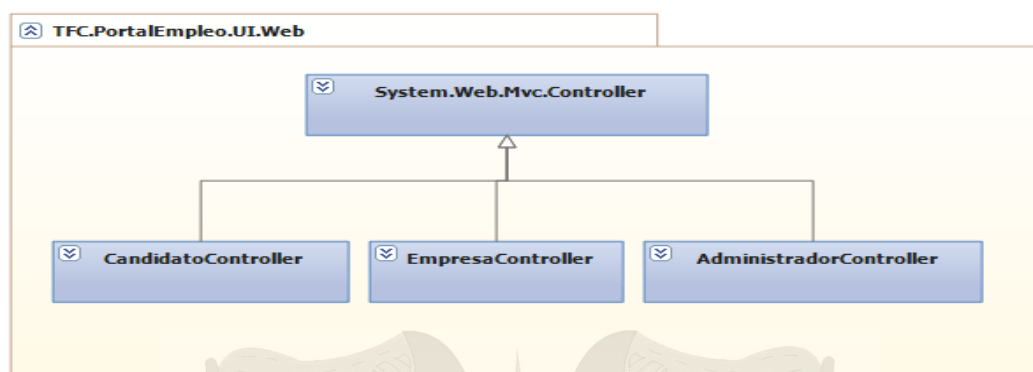 TFC.PortalEmpleo.UI.Web
System.Web.Mvc.Controller
CandidatoController
EmpresaController
AdministradorController